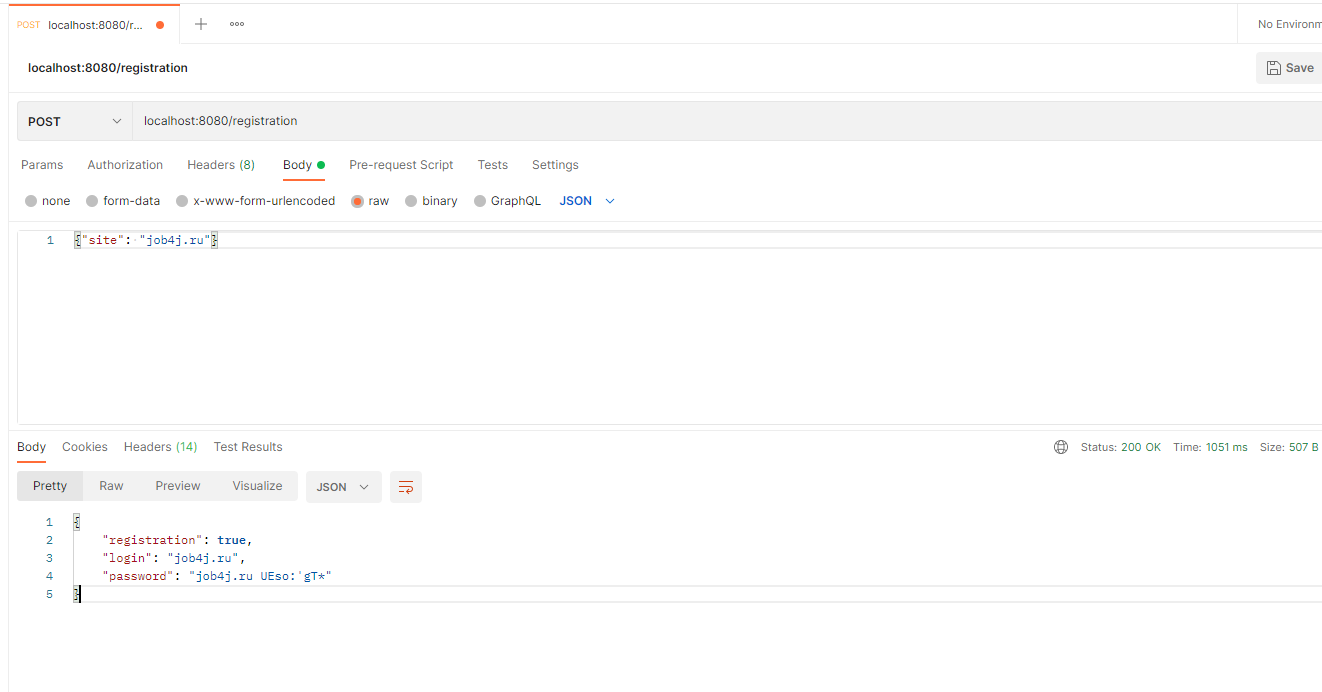 POST localhost:8080/r...
No Environm
localhost:8080/registration
Save
POST localhost:8080/registration
Params Authorization Headers (8) Body Pre-request Script Tests Settings
none form-data x-www-form-urlencoded raw binary GraphQL JSON
1 {"site": "job4j.ru"}
Body Cookies Headers (14) Test Results Status: 200 OK Time: 1051 ms Size: 507 B
Pretty Raw Preview Visualize JSON
1 {
2 "registration": true,
3 "login": "job4j.ru",
4 "password": "job4j.ru UEso:'gT*"
5 }